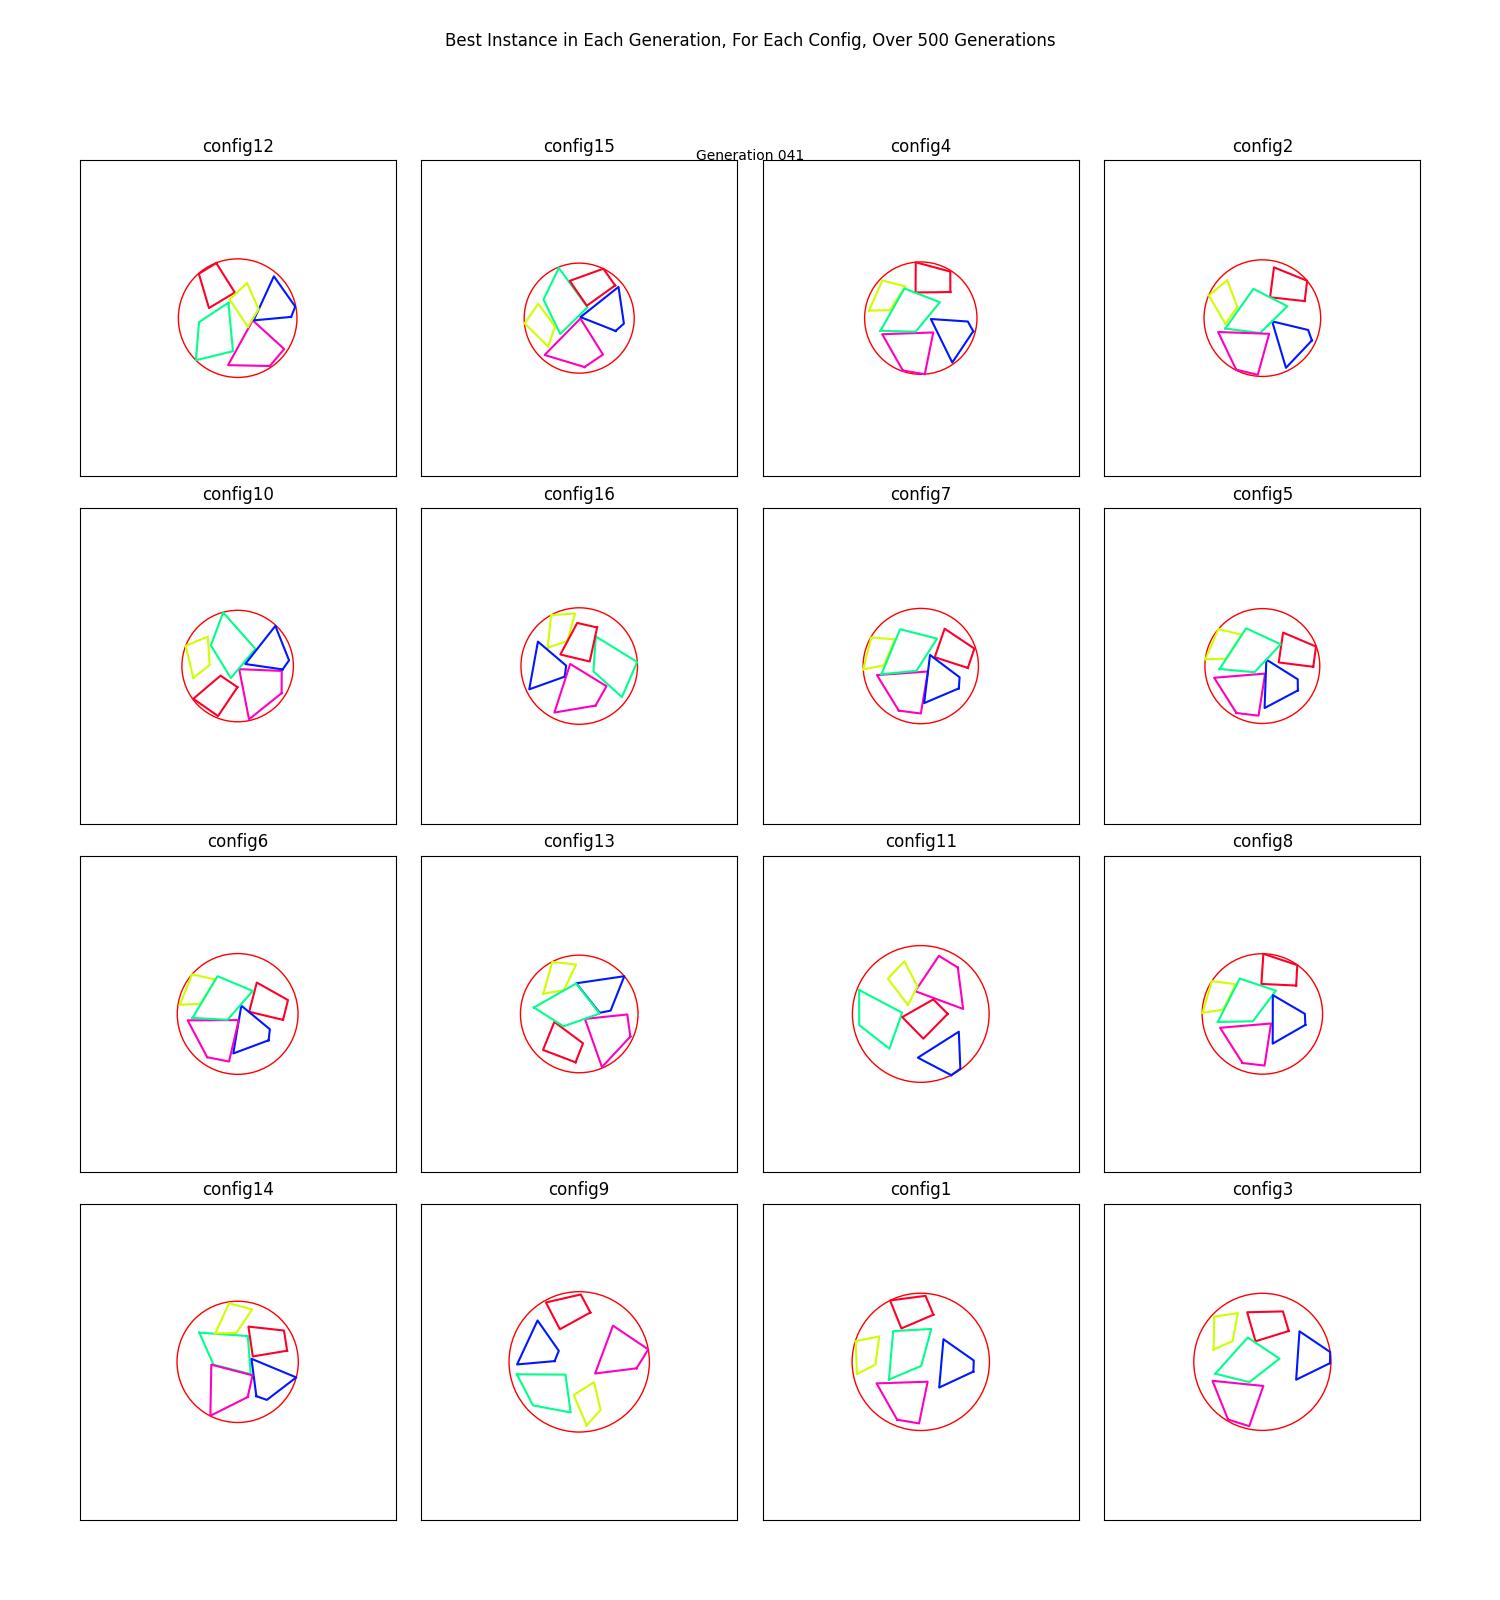 Best Instance in Each Generation, For Each Config, Over 500 Generations
Generation 041
config12
config15
config4
config2
config10
config16
config7
config5
config6
config13
config11
config8
config14
config9
config1
config3